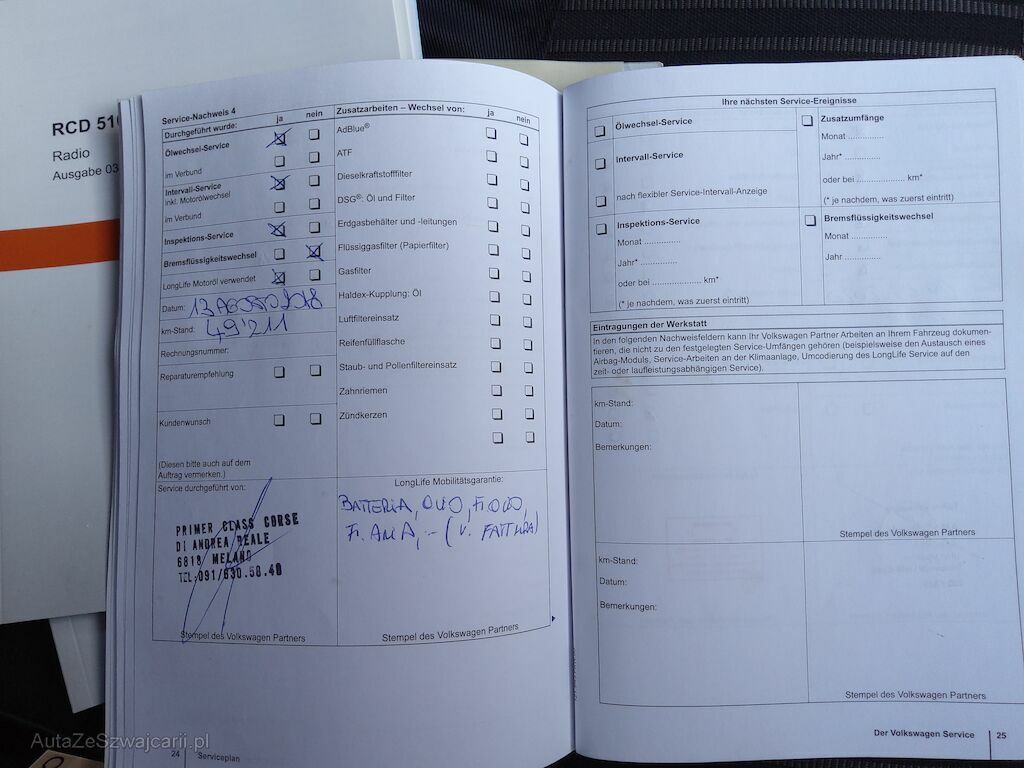 RCD 510
Radio
Ausgabe 03
Service-Nachweis 4
Durchgeführt wurde: ja nein
Ölwechsel-Service
im Verbund
Intervall-Service
inkl. Motorölwechsel
im Verbund
Inspektions-Service
Bremsflüssigkeitswechsel
LongLife Motoröl verwendet
Datum: 13 AGOSTO 2018
km-Stand: 49'211
Rechnungsnummer:
Reparaturempfehlung
Kundenwunsch
(Diesen bitte auch auf dem
Auftrag vermerken.)
Zusatzarbeiten – Wechsel von: ja nein
AdBlue®
ATF
Dieselkraftstofffilter
DSG®: Öl und Filter
Erdgasbehälter und -leitungen
Flüssiggasfilter (Papierfilter)
Gasfilter
Haldex-Kupplung: Öl
Luftfiltereinsatz
Reifenfüllflasche
Staub- und Pollenfiltereinsatz
Zahnriemen
Zündkerzen
Service durchgeführt von:
PRIMER CLASS CORSE
DI ANDREA REALE
6818 MELANO
TEL.091/630.58.40
Stempel des Volkswagen Partners
LongLife Mobilitätsgarantie:
BATTERIA, OLIO, F. OLIO,
F. ARIA, .- (V. FATTURA)
Stempel des Volkswagen Partners
24 Serviceplan
Ihre nächsten Service-Ereignisse
Ölwechsel-Service
Intervall-Service
nach flexibler Service-Intervall-Anzeige
Inspektions-Service
Monat ...............
Jahr* ...............
oder bei .................... km*
(* je nachdem, was zuerst eintritt)
Zusatzumfänge
Monat ...............
Jahr* ...............
oder bei .................... km*
(* je nachdem, was zuerst eintritt)
Bremsflüssigkeitswechsel
Monat ...............
Jahr ...............
Eintragungen der Werkstatt
In den folgenden Nachweisfeldern kann Ihr Volkswagen Partner Arbeiten an Ihrem Fahrzeug dokumen-
tieren, die nicht zu den festgelegten Service-Umfängen gehören (beispielsweise den Austausch eines
Airbag-Moduls, Service-Arbeiten an der Klimaanlage, Umcodierung des LongLife Service auf den
zeit- oder laufleistungsabhängigen Service).
km-Stand:
Datum:
Bemerkungen:
Stempel des Volkswagen Partners
km-Stand:
Datum:
Bemerkungen:
Stempel des Volkswagen Partners
Der Volkswagen Service 25
AutaZeSzwajcarii.pl